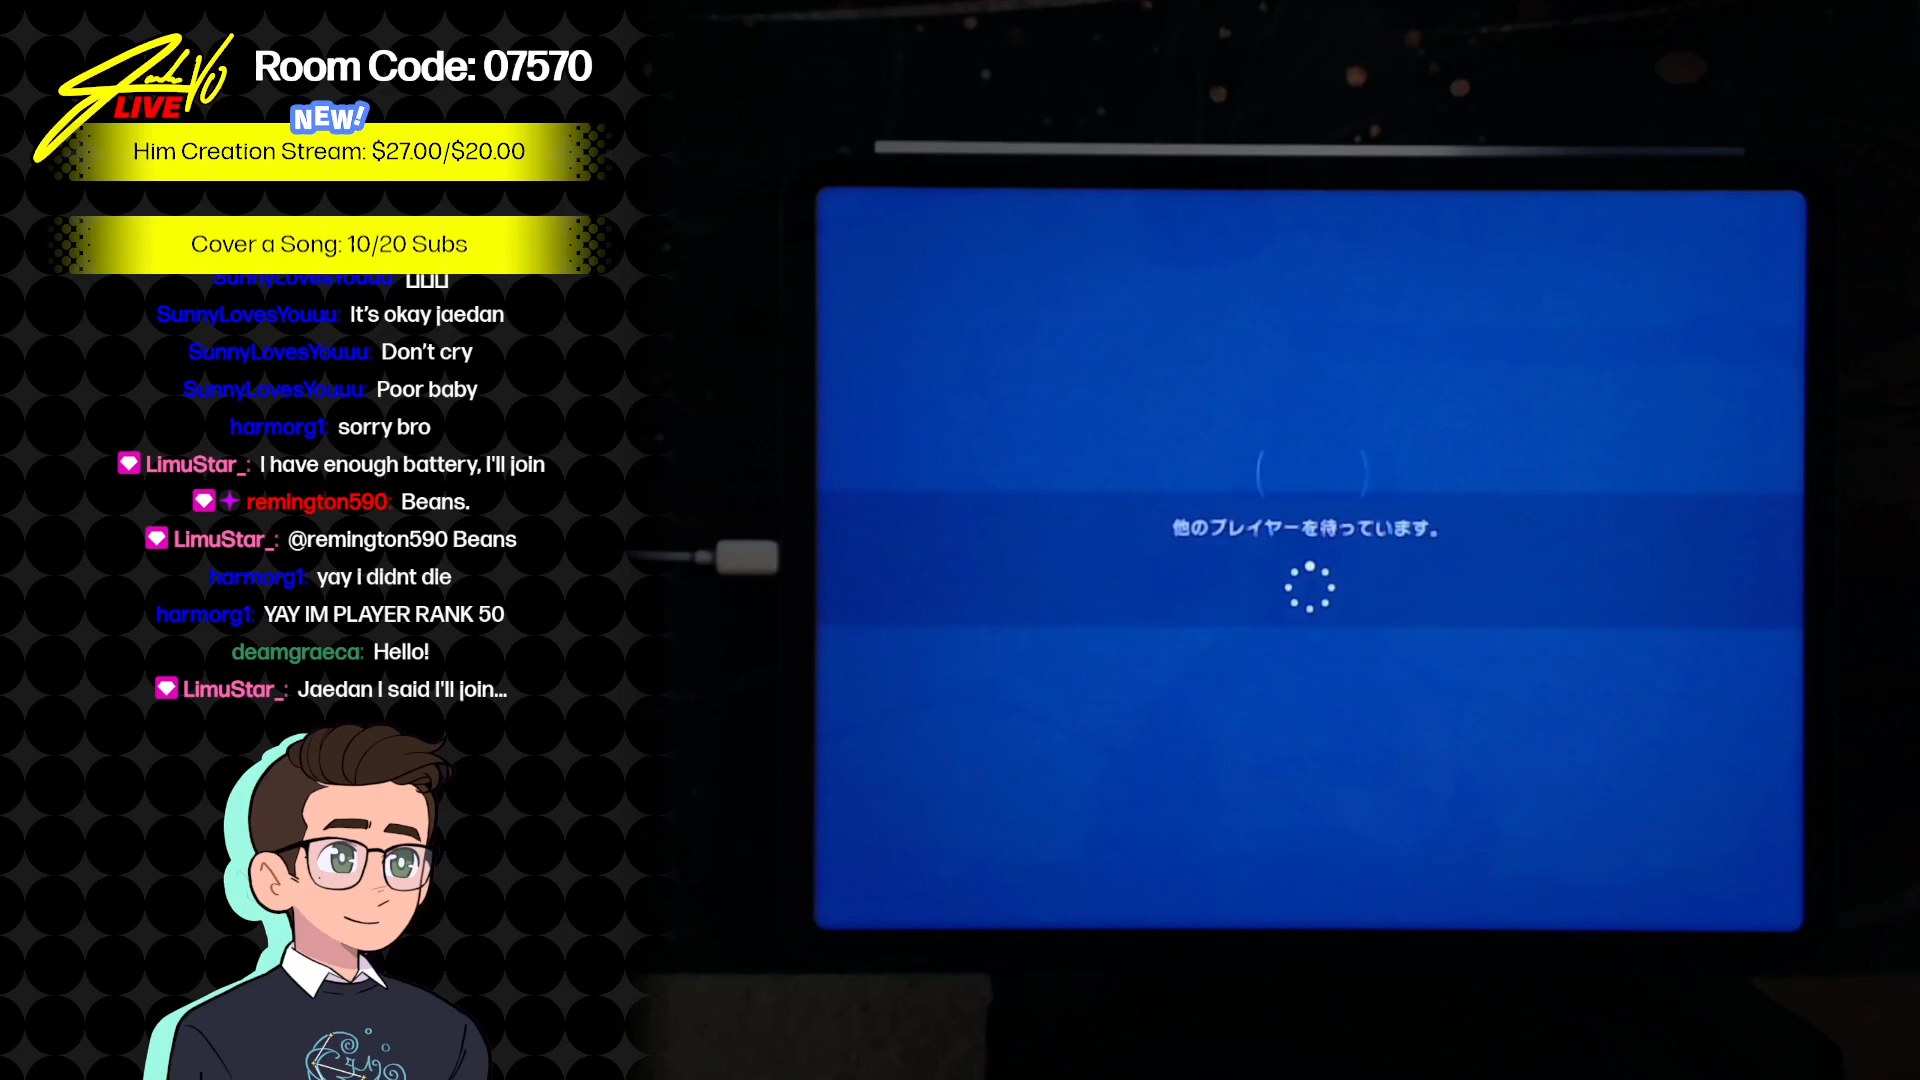 LIVE
Room Code: 07570
NEW!
Him Creation Stream: $27.00/$20.00
Cover a Song: 10/20 Subs
SunnyLovesYouuu:
SunnyLovesYouuu: It's okay jaedan
SunnyLovesYouuu: Don't cry
SunnyLovesYouuu: Poor baby
harmorg1: sorry bro
LimuStar_: I have enough battery, I'll join
remington590: Beans.
LimuStar_: @remington590 Beans
harmorg1: yay i didnt die
harmorg1: YAY IM PLAYER RANK 50
deamgraeca: Hello!
LimuStar_: Jaedan I said I'll join...
他のプレイヤーを待っています。